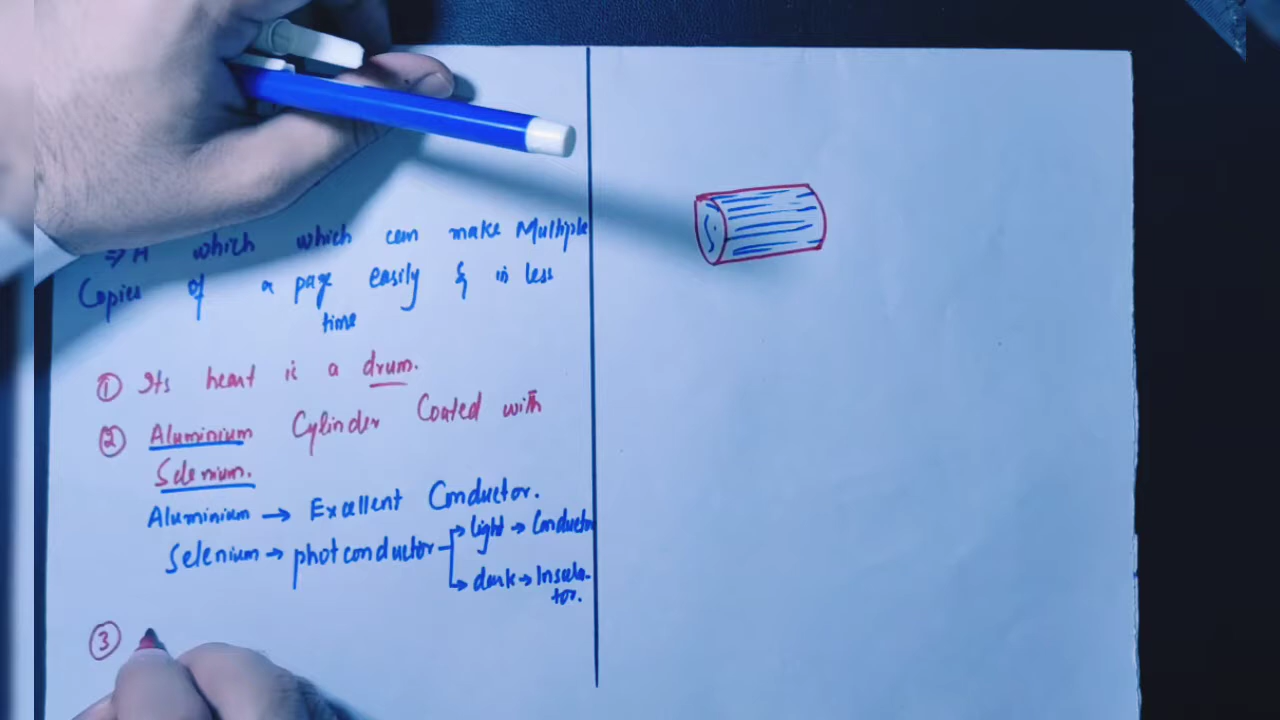 ⇒ A which which can make Multiple
Copies of a page easily & in less
time
① Its heart is a drum.
② Aluminium Cylinder Coated with
Selenium.
Aluminium → Excellent Conductor.
Selenium → photconductor → light → Conductor
→ dark → Insula-
tor.
③